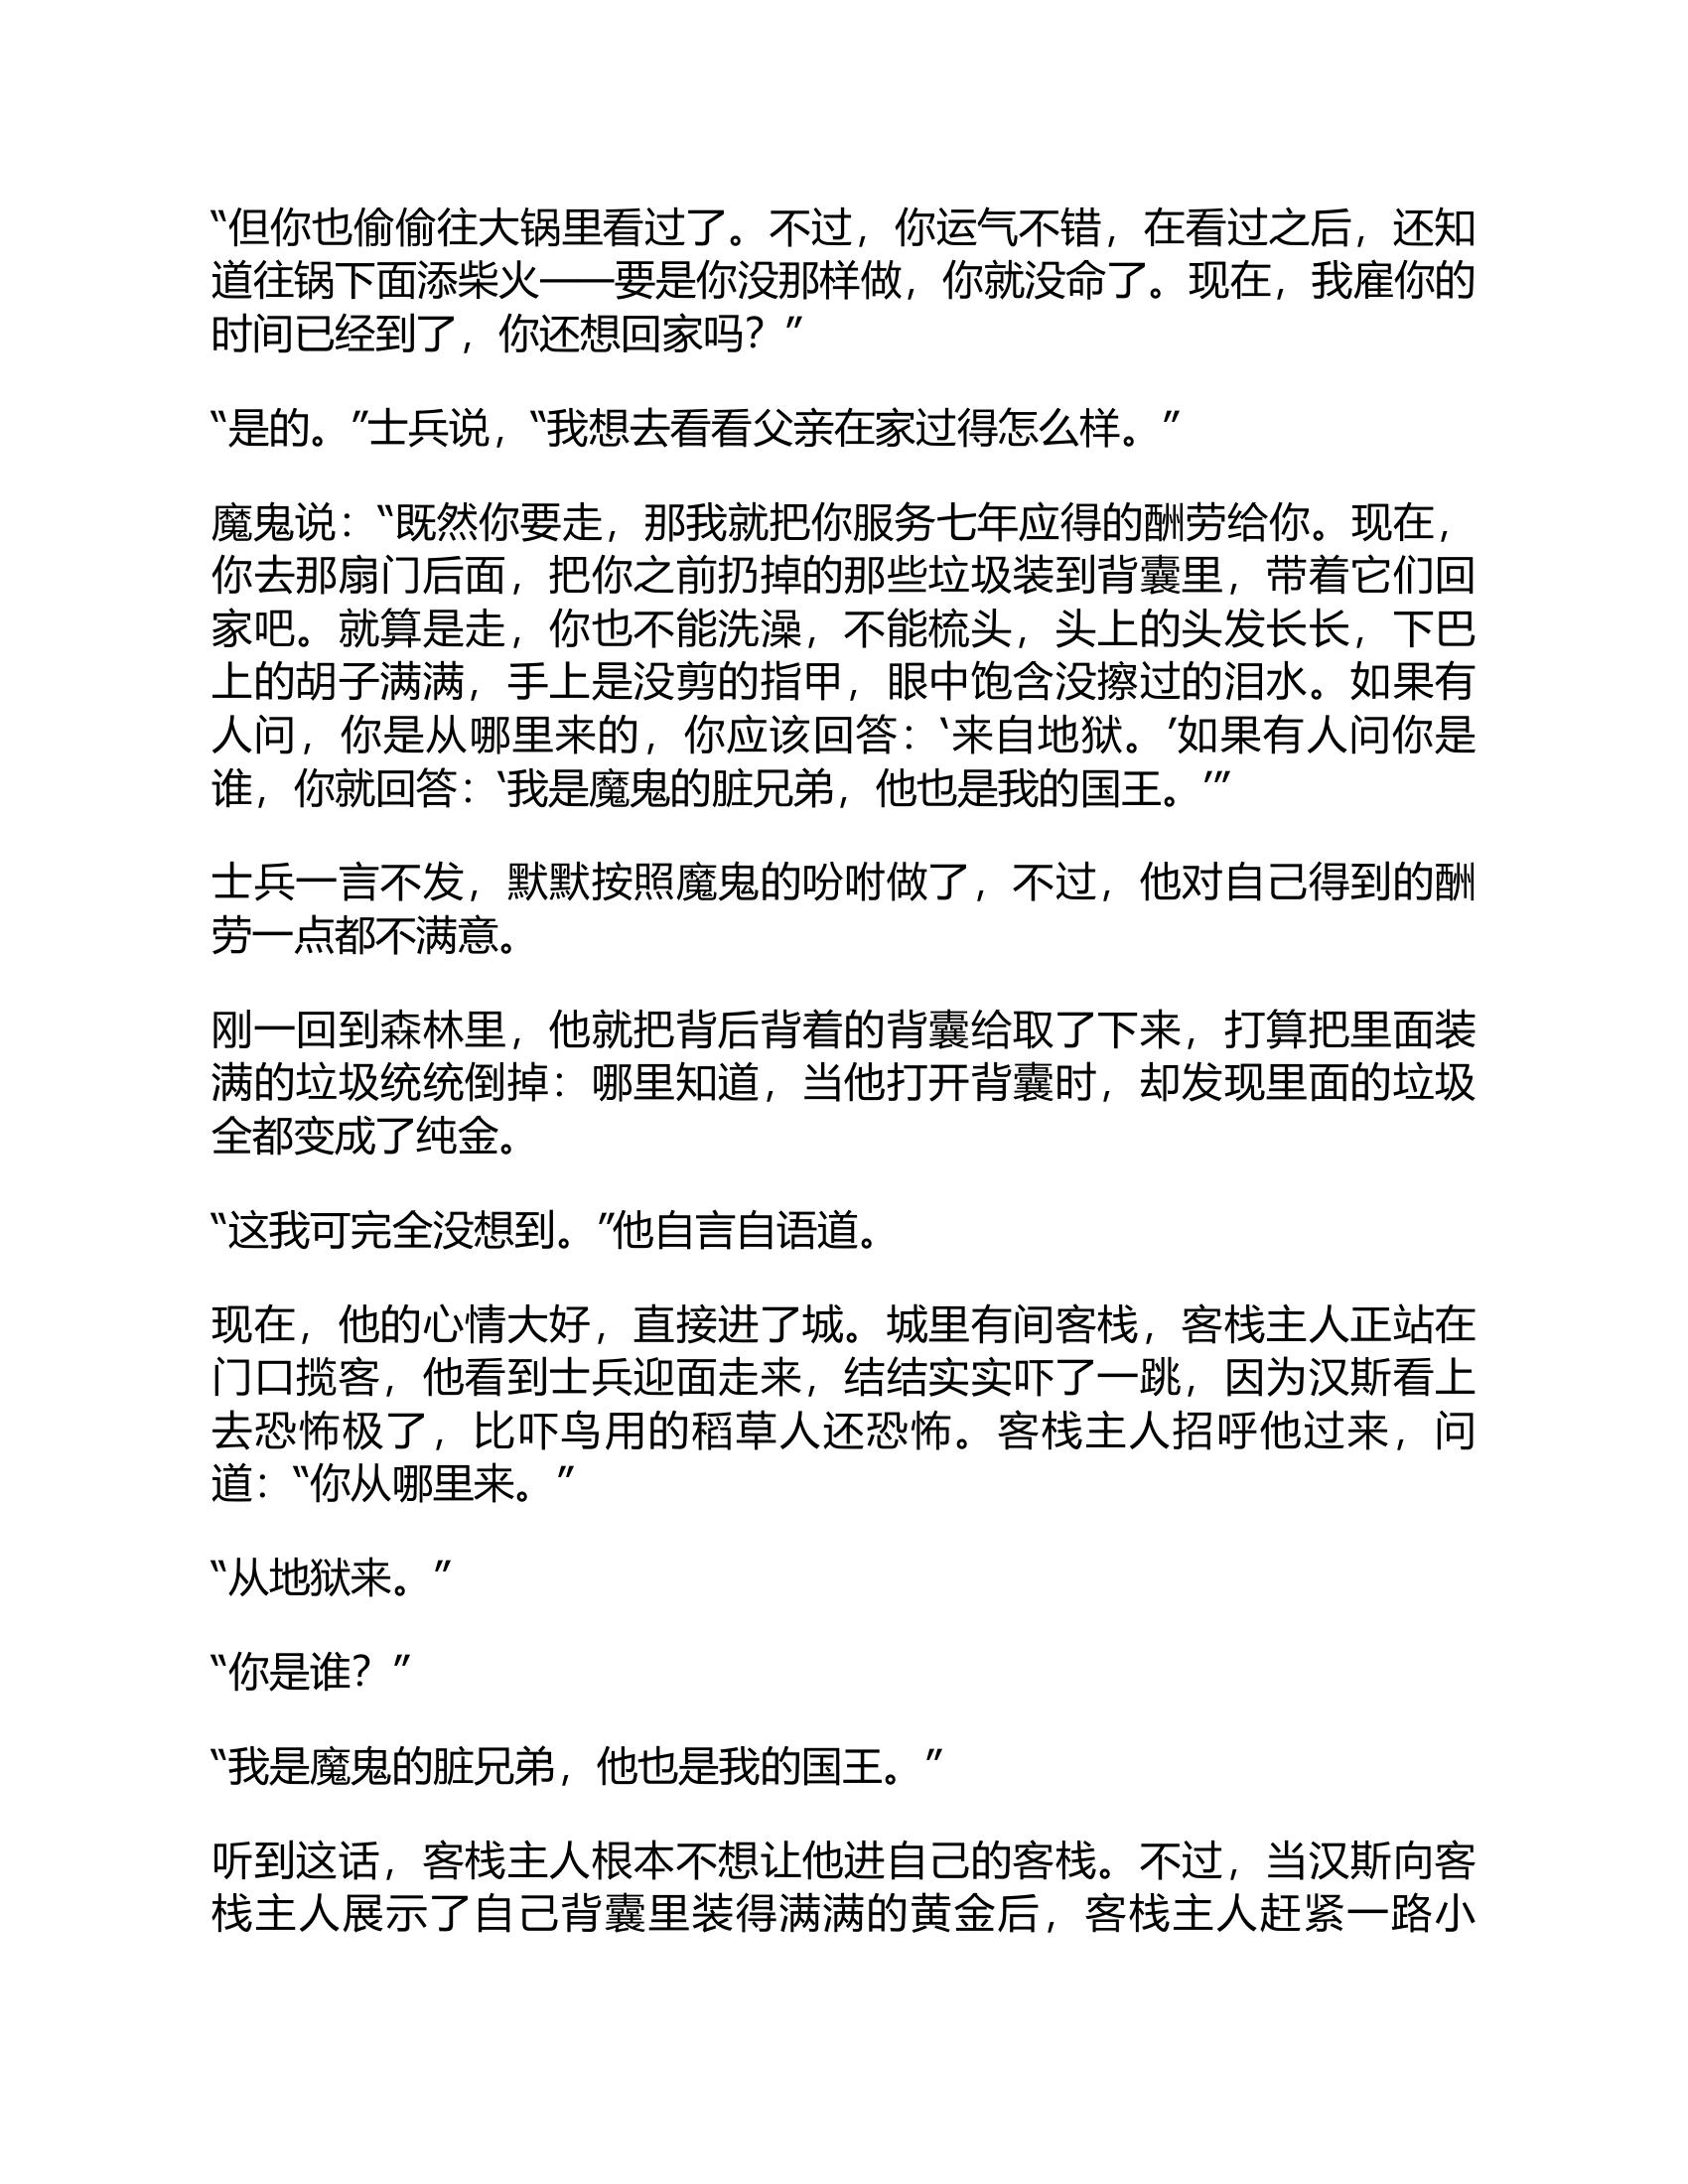 “但你也偷偷往大锅里看过了。不过，你运气不错，在看过之后，还知
道往锅下面添柴火——要是你没那样做，你就没命了。现在，我雇你的
时间已经到了，你还想回家吗？”
“是的。”士兵说，“我想去看看父亲在家过得怎么样。”
魔鬼说：“既然你要走，那我就把你服务七年应得的酬劳给你。现在，
你去那扇门后面，把你之前扔掉的那些垃圾装到背囊里，带着它们回
家吧。就算是走，你也不能洗澡，不能梳头，头上的头发长长，下巴
上的胡子满满，手上是没剪的指甲，眼中饱含没擦过的泪水。如果有
人问，你是从哪里来的，你应该回答：‘来自地狱。’如果有人问你是
谁，你就回答：‘我是魔鬼的脏兄弟，他也是我的国王。’”
士兵一言不发，默默按照魔鬼的吩咐做了，不过，他对自己得到的酬
劳一点都不满意。
刚一回到森林里，他就把背后背着的背囊给取了下来，打算把里面装
满的垃圾统统倒掉：哪里知道，当他打开背囊时，却发现里面的垃圾
全都变成了纯金。
“这我可完全没想到。”他自言自语道。
现在，他的心情大好，直接进了城。城里有间客栈，客栈主人正站在
门口揽客，他看到士兵迎面走来，结结实实吓了一跳，因为汉斯看上
去恐怖极了，比吓鸟用的稻草人还恐怖。客栈主人招呼他过来，问
道：“你从哪里来。”
“从地狱来。”
“你是谁？”
“我是魔鬼的脏兄弟，他也是我的国王。”
听到这话，客栈主人根本不想让他进自己的客栈。不过，当汉斯向客
栈主人展示了自己背囊里装得满满的黄金后，客栈主人赶紧一路小